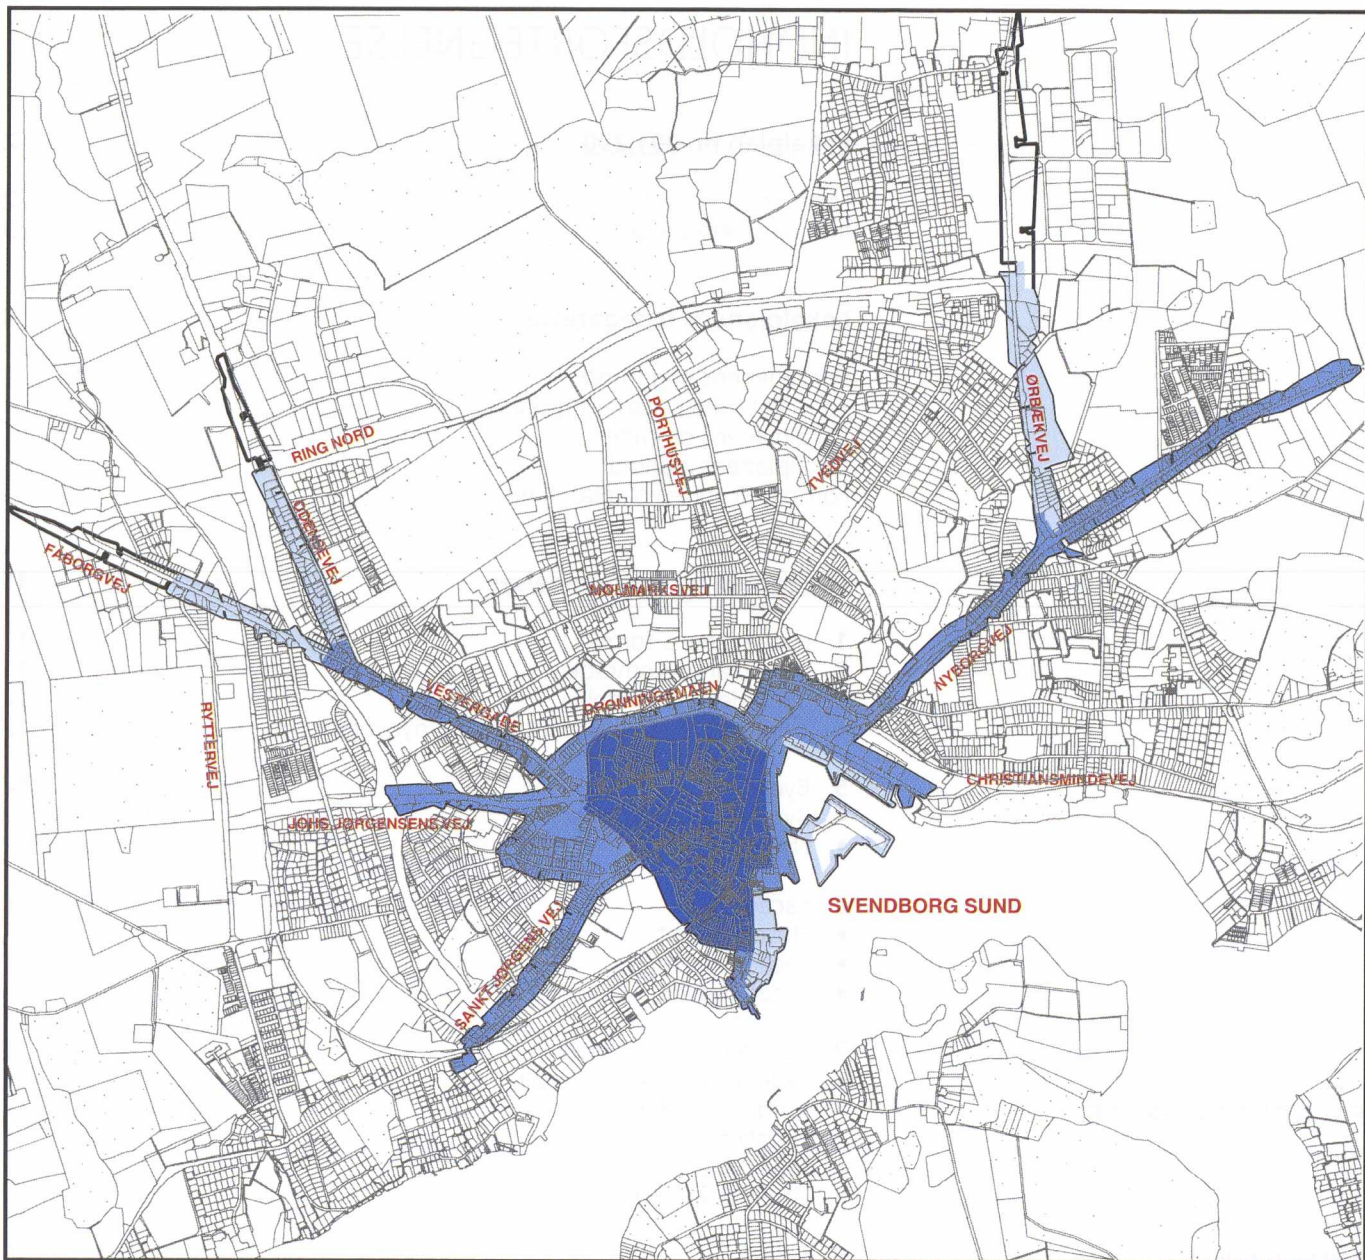 RING NORD
PORTHUSVEJ
ØRBÆKVEJ
TVEDVEJ
ODENSEVEJ
FABORGVEJ
MØLMARKSVEJ
NYBORGVEJ
VESTERGADE
DRONNINGEMAEN
RYTTERVEJ
CHRISTIANSMINDEVEJ
JOHS. JØRGENSENS VEJ
SVENDBORG SUND
SANKT JØRGENS VEJ